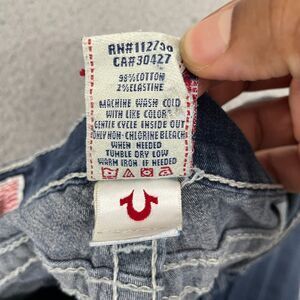 RN#112790
CA#30427
98%COTTON
2%ELASTINE
MACHINE WASH COLD
WITH LIKE COLORS
GENTLE CYCLE INSIDE OUT
ONLY NON-CHLORINE BLEACH
WHEN NEEDED
TUMBLE DRY LOW
WARM IRON IF NEEDED